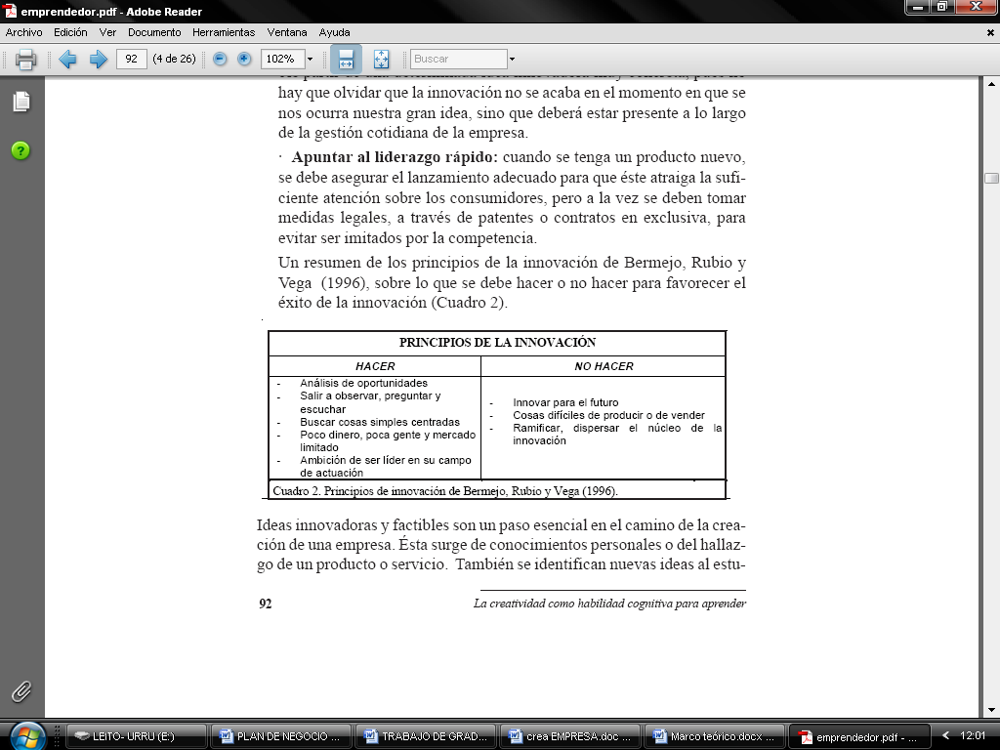 emprendedor.pdf - Adobe Reader
Archivo Edición Ver Documento Herramientas Ventana Ayuda
92 (4 de 26) 102% Buscar
hay que olvidar que la innovación no se acaba en el momento en que se
nos ocurra nuestra gran idea, sino que deberá estar presente a lo largo
de la gestión cotidiana de la empresa.
· Apuntar al liderazgo rápido: cuando se tenga un producto nuevo,
se debe asegurar el lanzamiento adecuado para que éste atraiga la sufi-
ciente atención sobre los consumidores, pero a la vez se deben tomar
medidas legales, a través de patentes o contratos en exclusiva, para
evitar ser imitados por la competencia.
Un resumen de los principios de la innovación de Bermejo, Rubio y
Vega (1996), sobre lo que se debe hacer o no hacer para favorecer el
éxito de la innovación (Cuadro 2).
PRINCIPIOS DE LA INNOVACIÓN
HACER
- Análisis de oportunidades
- Salir a observar, preguntar y
escuchar
- Buscar cosas simples centradas
- Poco dinero, poca gente y mercado
limitado
- Ambición de ser líder en su campo
de actuación
NO HACER
- Innovar para el futuro
- Cosas difíciles de producir o de vender
- Ramificar, dispersar el núcleo de la
innovación
Cuadro 2. Principios de innovación de Bermejo, Rubio y Vega (1996).
Ideas innovadoras y factibles son un paso esencial en el camino de la crea-
ción de una empresa. Ésta surge de conocimientos personales o del hallaz-
go de un producto o servicio. También se identifican nuevas ideas al estu-
92 La creatividad como habilidad cognitiva para aprender
LEITO- URRU (E:) PLAN DE NEGOCIO ... TRABAJO DE GRAD... crea EMPRESA.doc ... Marco teórico.docx ... emprendedor.pdf - ... 12:01